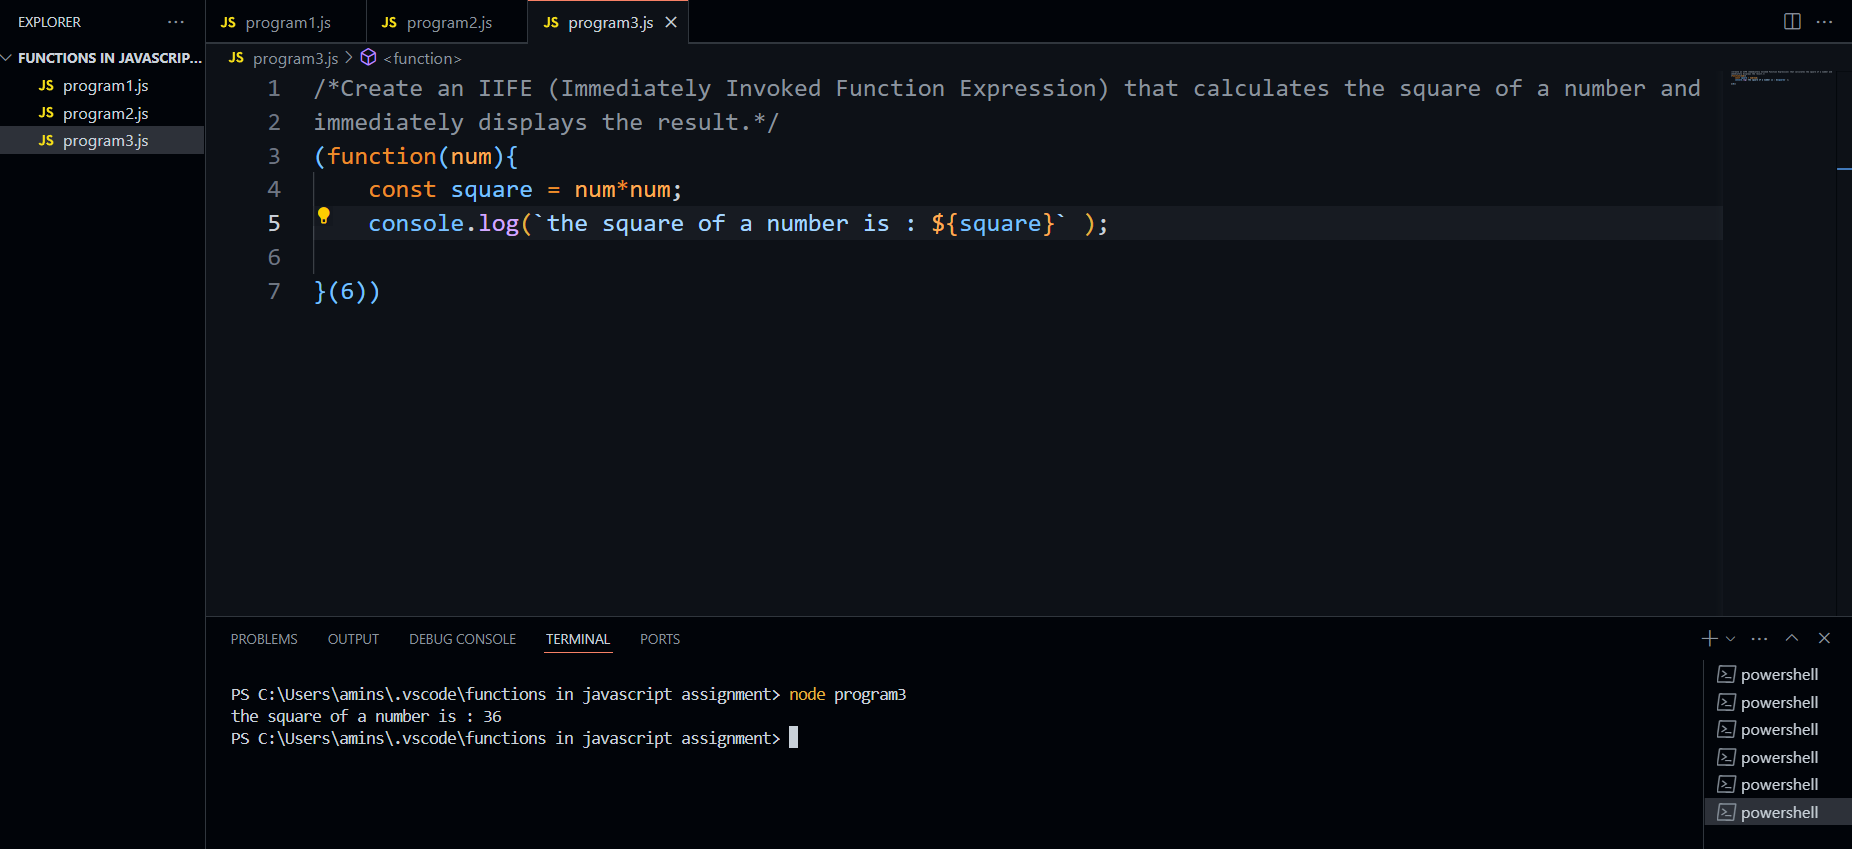 EXPLORER
FUNCTIONS IN JAVASCRIP...
JS program1.js
JS program2.js
JS program3.js
JS program1.js
JS program2.js
JS program3.js
JS program3.js > <function>
1 /*Create an IIFE (Immediately Invoked Function Expression) that calculates the square of a number and
2 immediately displays the result.*/
3 (function(num){
4     const square = num*num;
5     console.log(`the square of a number is : ${square}` );
6
7 }(6))
PROBLEMS OUTPUT DEBUG CONSOLE TERMINAL PORTS
PS C:\Users\amins\.vscode\functions in javascript assignment> node program3
the square of a number is : 36
PS C:\Users\amins\.vscode\functions in javascript assignment>
powershell
powershell
powershell
powershell
powershell
powershell